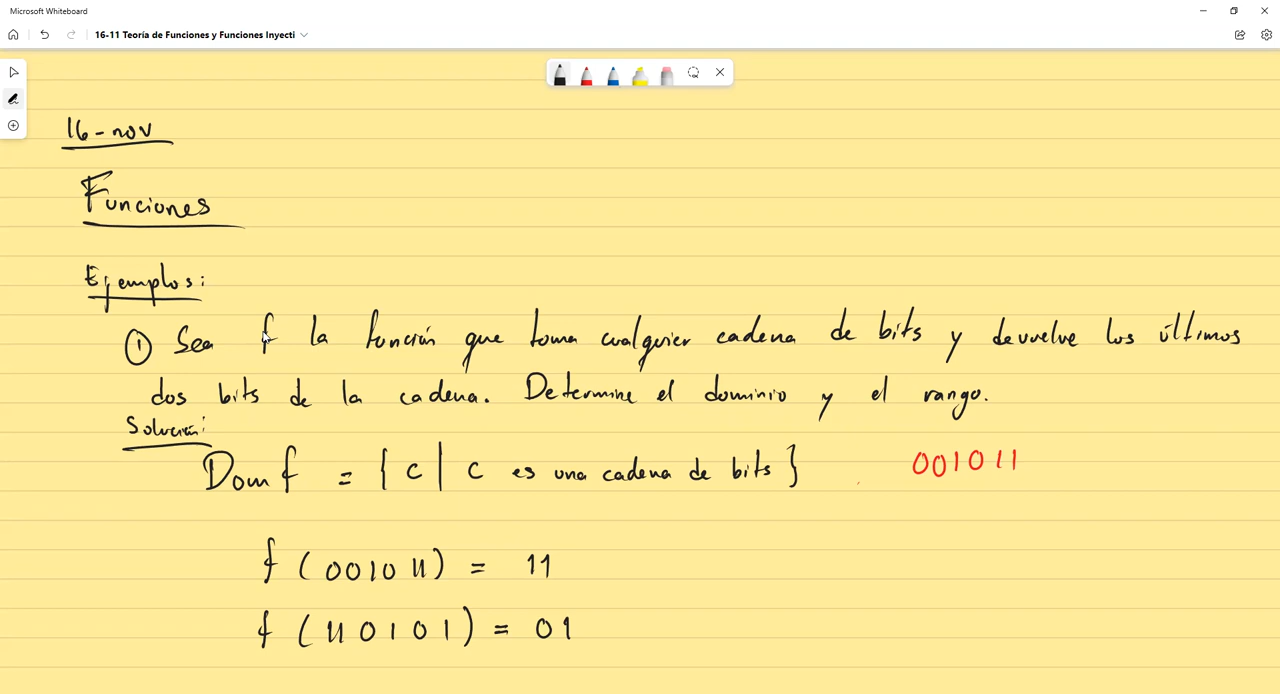 Microsoft Whiteboard
16-11 Teoría de Funciones y Funciones Inyecti
16-nov
Funciones
Ejemplos:
① Sea f la función que toma cualquier cadena de bits y devuelve los últimos
dos bits de la cadena. Determine el dominio y el rango.
Solución:
Dom f = { c | c es una cadena de bits } 001011
f (001011) = 11
f (110101) = 01